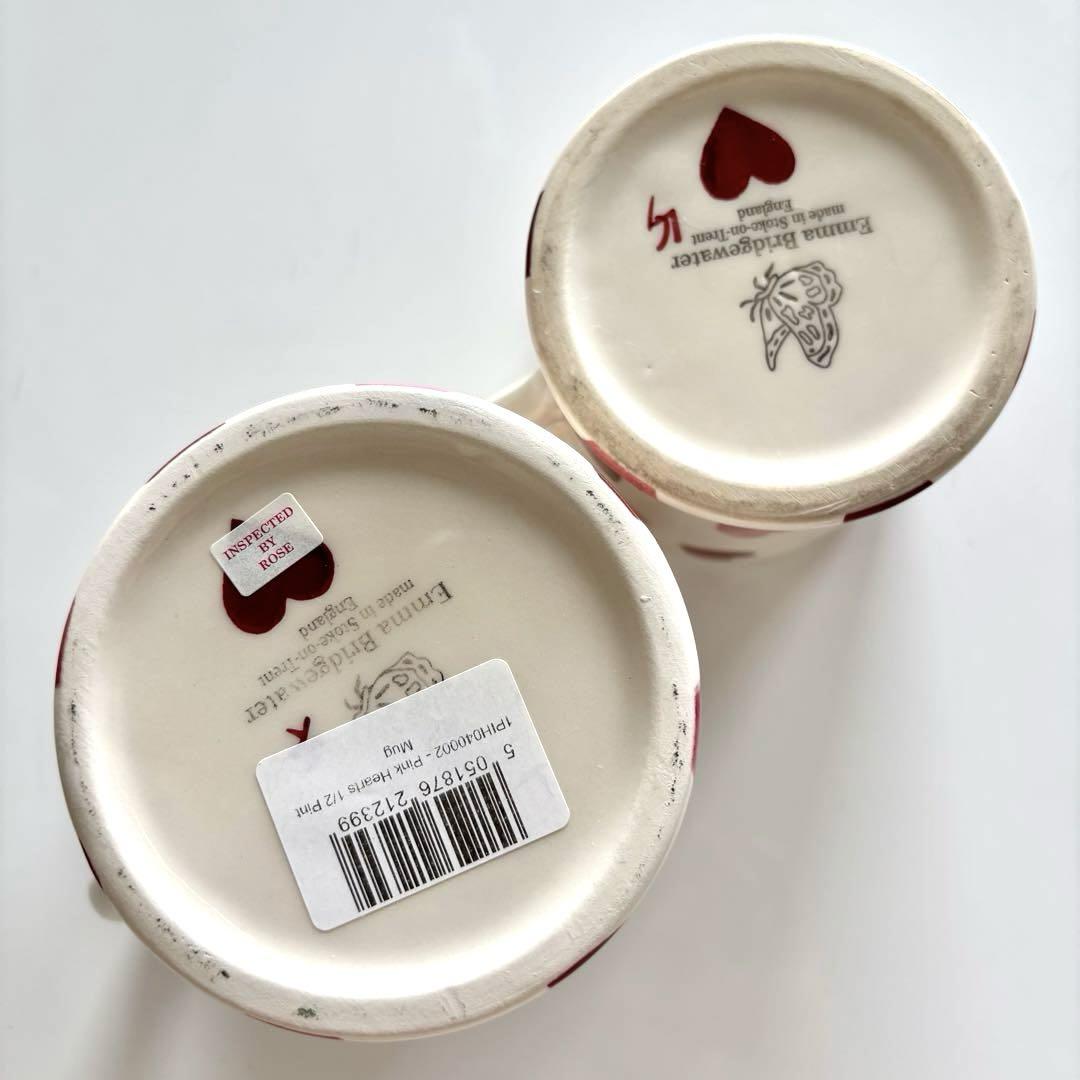 Emma Bridgewater
made in Stoke-on-Trent
England
INSPECTED
BY
ROSE
Emma Bridgewater
made in Stoke-on-Trent
England
1PIH040002 - Pink Hearts 1/2 Pint
Mug
5 051876 212399